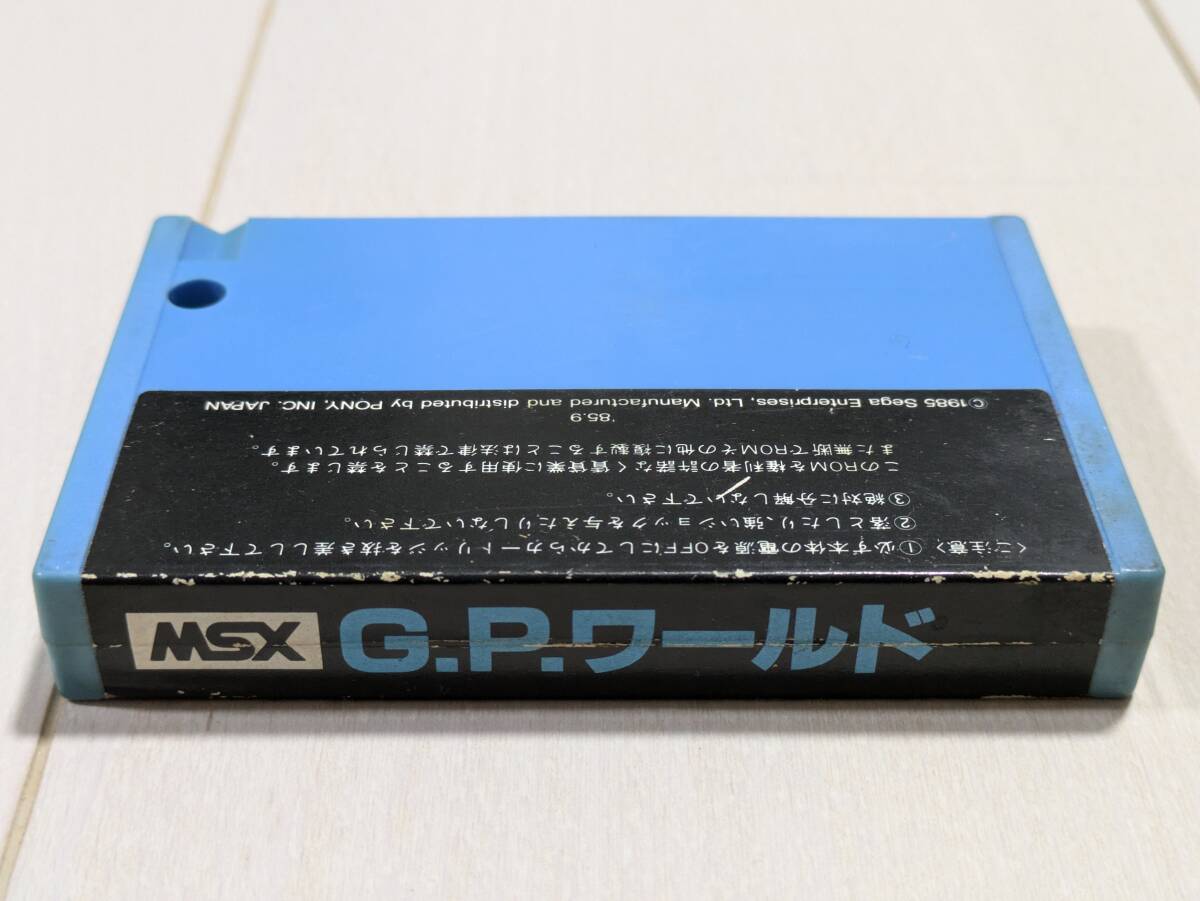 MSX G.P.ワールド
〈ご注意〉①必ず本体の電源をOFFにしてからカートリッジを抜き差しして下さい。
②落としたり、強いショックを与えたりしないで下さい。
③絶対に分解しないで下さい。
このROMを権利者の許諾なく賃貸業に使用することを禁じます。
また無断でROMその他に複製することは法律で禁じられています。
'85.9
©1985 Sega Enterprises, Ltd. Manufactured and distributed by PONY, INC. JAPAN